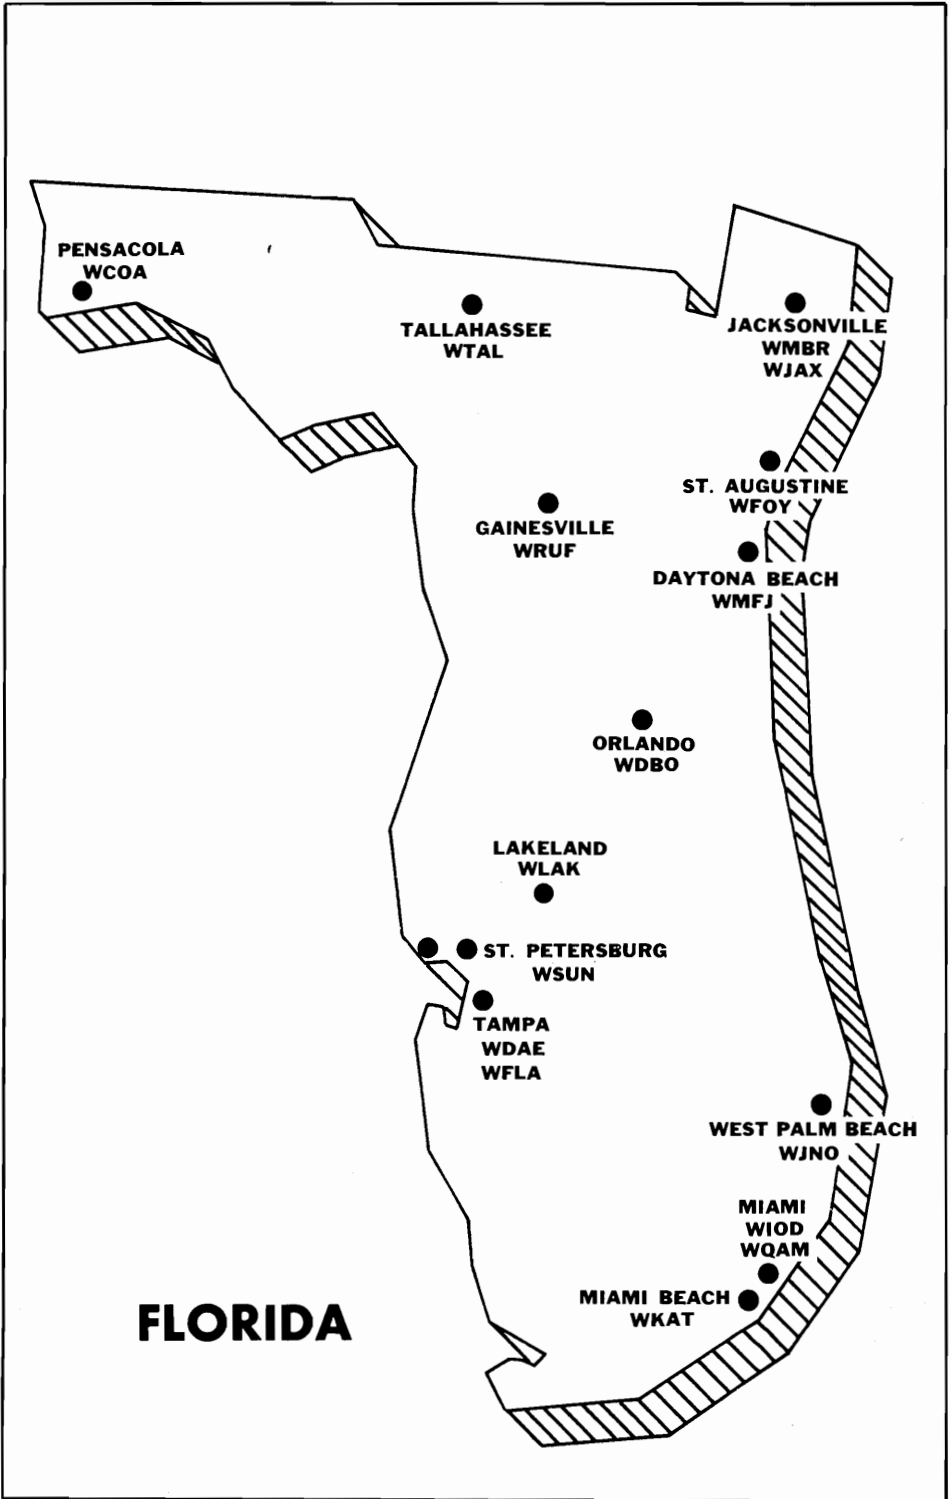 PENSACOLA
WCOA
TALLAHASSEE
WTAL
JACKSONVILLE
WMBR
WJAX
ST. AUGUSTINE
WFOY
GAINESVILLE
WRUF
DAYTONA BEACH
WMFJ
ORLANDO
WDBO
LAKELAND
WLAK
ST. PETERSBURG
WSUN
TAMPA
WDAE
WFLA
WEST PALM BEACH
WJNO
MIAMI
WIOD
WQAM
MIAMI BEACH
WKAT
FLORIDA